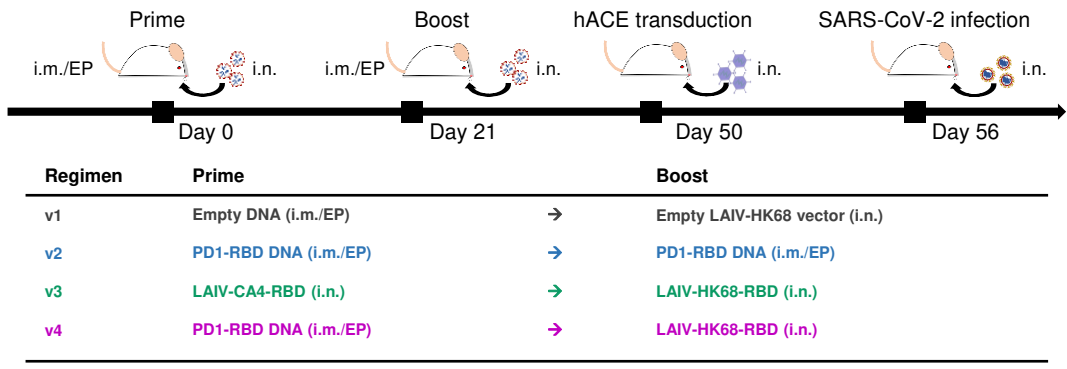 Prime Boost hACE transduction SARS-CoV-2 infection
i.m./EP i.n. i.m./EP i.n. i.n. i.n.
Day 0 Day 21 Day 50 Day 56
Regimen Prime Boost
v1 Empty DNA (i.m./EP) → Empty LAIV-HK68 vector (i.n.)
v2 PD1-RBD DNA (i.m./EP) → PD1-RBD DNA (i.m./EP)
v3 LAIV-CA4-RBD (i.n.) → LAIV-HK68-RBD (i.n.)
v4 PD1-RBD DNA (i.m./EP) → LAIV-HK68-RBD (i.n.)